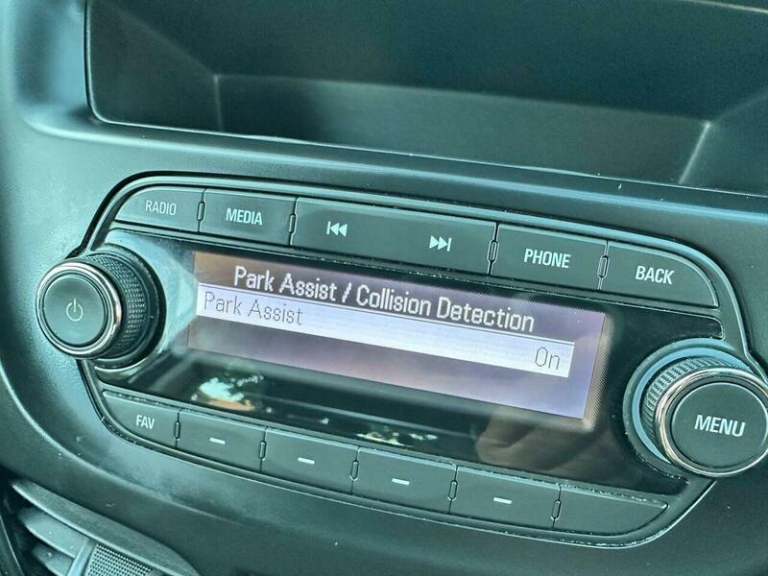 RADIO
MEDIA
PHONE
BACK
Park Assist / Collision Detection
Park Assist
On
MENU
FAV